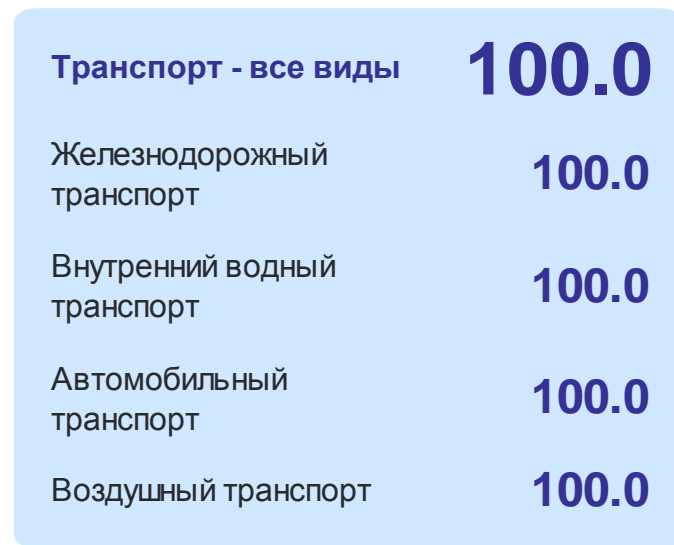 Транспорт - все виды 100.0
Железнодорожный
транспорт 100.0
Внутренний водный
транспорт 100.0
Автомобильный
транспорт 100.0
Воздушный транспорт 100.0